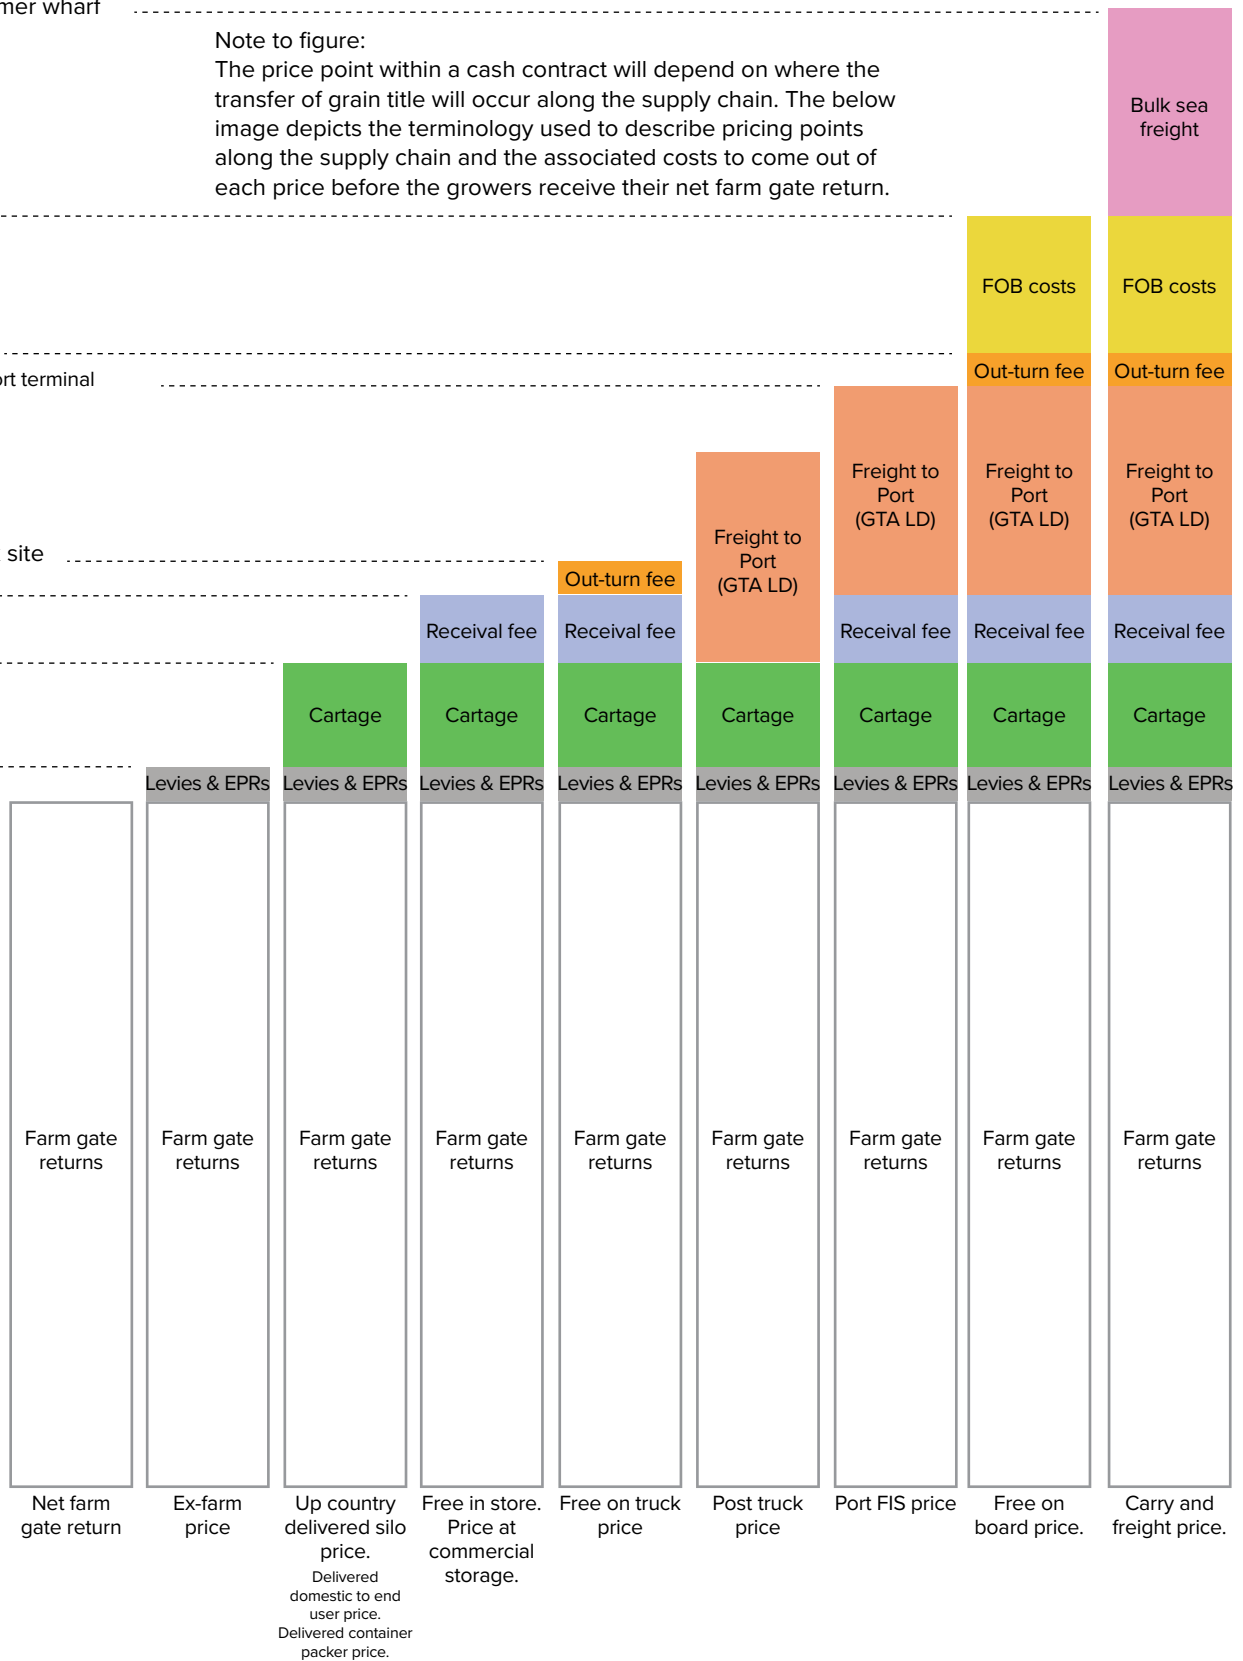 mer wharf
Note to figure:
The price point within a cash contract will depend on where the
transfer of grain title will occur along the supply chain. The below
image depicts the terminology used to describe pricing points
along the supply chain and the associated costs to come out of
each price before the growers receive their net farm gate return.
Bulk sea
freight
FOB costs
FOB costs
rt terminal
Out-turn fee
Out-turn fee
Freight to
Port
(GTA LD)
Freight to
Port
(GTA LD)
Freight to
Port
(GTA LD)
Freight to
Port
(GTA LD)
site
Out-turn fee
Receival fee
Receival fee
Receival fee
Receival fee
Receival fee
Cartage
Cartage
Cartage
Cartage
Cartage
Cartage
Cartage
Levies & EPRs
Levies & EPRs
Levies & EPRs
Levies & EPRs
Levies & EPRs
Levies & EPRs
Levies & EPRs
Levies & EPRs
Farm gate
returns
Farm gate
returns
Farm gate
returns
Farm gate
returns
Farm gate
returns
Farm gate
returns
Farm gate
returns
Farm gate
returns
Farm gate
returns
Net farm
gate return
Ex-farm
price
Up country
delivered silo
price.
Delivered
domestic to end
user price.
Delivered container
packer price.
Free in store.
Price at
commercial
storage.
Free on truck
price
Post truck
price
Port FIS price
Free on
board price.
Carry and
freight price.